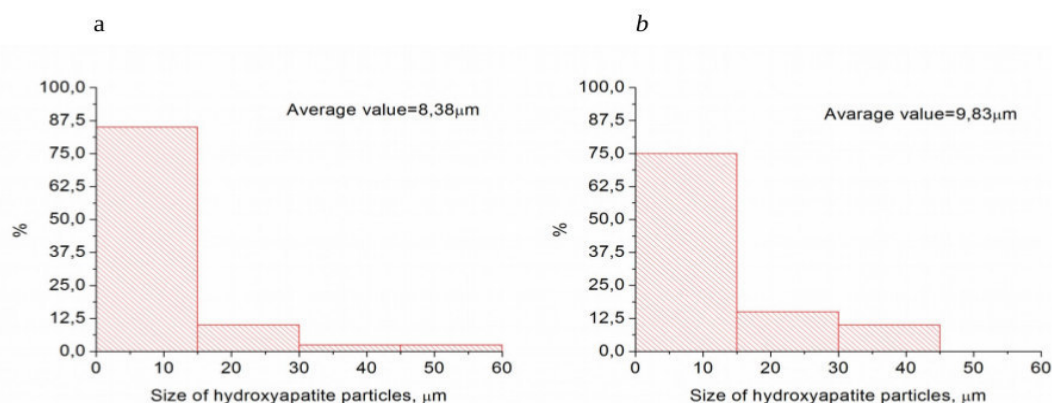 a
100,0
87,5
75,0
62,5
50,0
37,5
25,0
12,5
0,0
%
Average value=8,38μm
0 10 20 30 40 50 60
Size of hydroxyapatite particles, μm
b
100,0
87,5
75,0
62,5
50,0
37,5
25,0
12,5
0,0
%
Avarage value=9,83μm
0 10 20 30 40 50 60
Size of hydroxyapatite particles, μm